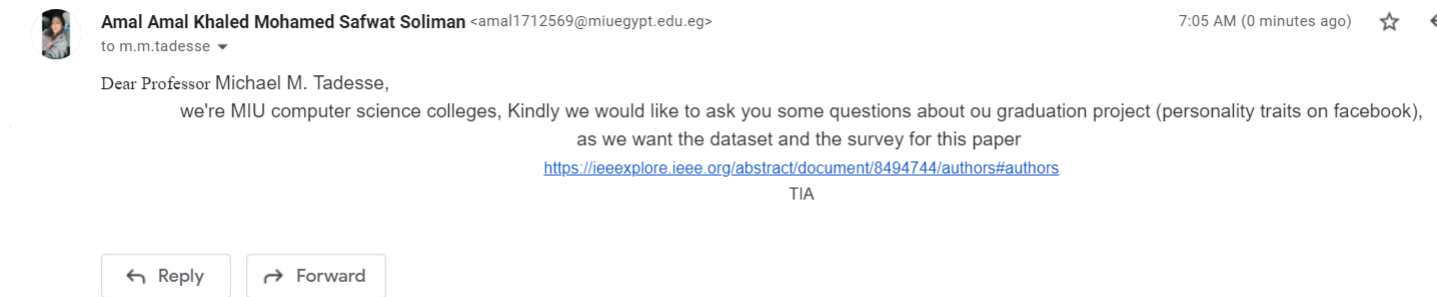 Amal Amal Khaled Mohamed Safwat Soliman <amal1712569@miuegypt.edu.eg>
7:05 AM (0 minutes ago)
to m.m.tadesse
Dear Professor Michael M. Tadesse,
we're MIU computer science colleges, Kindly we would like to ask you some questions about ou graduation project (personality traits on facebook),
as we want the dataset and the survey for this paper
https://ieeexplore.ieee.org/abstract/document/8494744/authors#authors
TIA
Reply
Forward